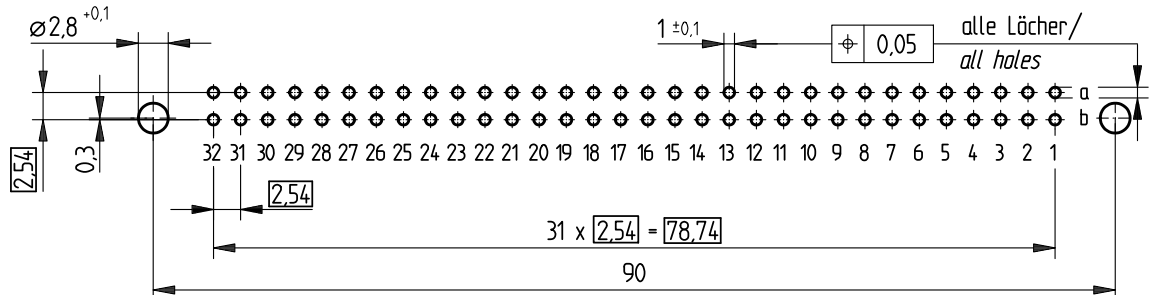 ⌀2,8 +0,1
1 ±0,1
⌖ 0,05
alle Löcher/
all holes
a
b
2,54
0,3
32 31 30 29 28 27 26 25 24 23 22 21 20 19 18 17 16 15 14 13 12 11 10 9 8 7 6 5 4 3 2 1
2,54
31 x 2,54 = 78,74
90